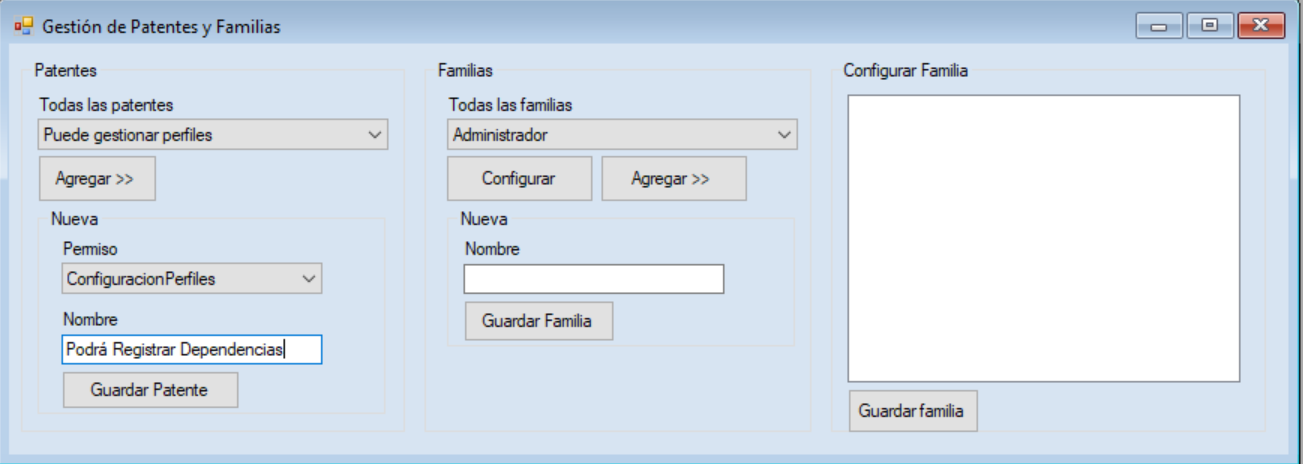 Gestión de Patentes y Familias
Patentes
Todas las patentes
Puede gestionar perfiles
Agregar >>
Nueva
Permiso
ConfiguracionPerfiles
Nombre
Podrá Registrar Dependencias
Guardar Patente
Familias
Todas las familias
Administrador
Configurar
Agregar >>
Nueva
Nombre
Guardar Familia
Configurar Familia
Guardar familia